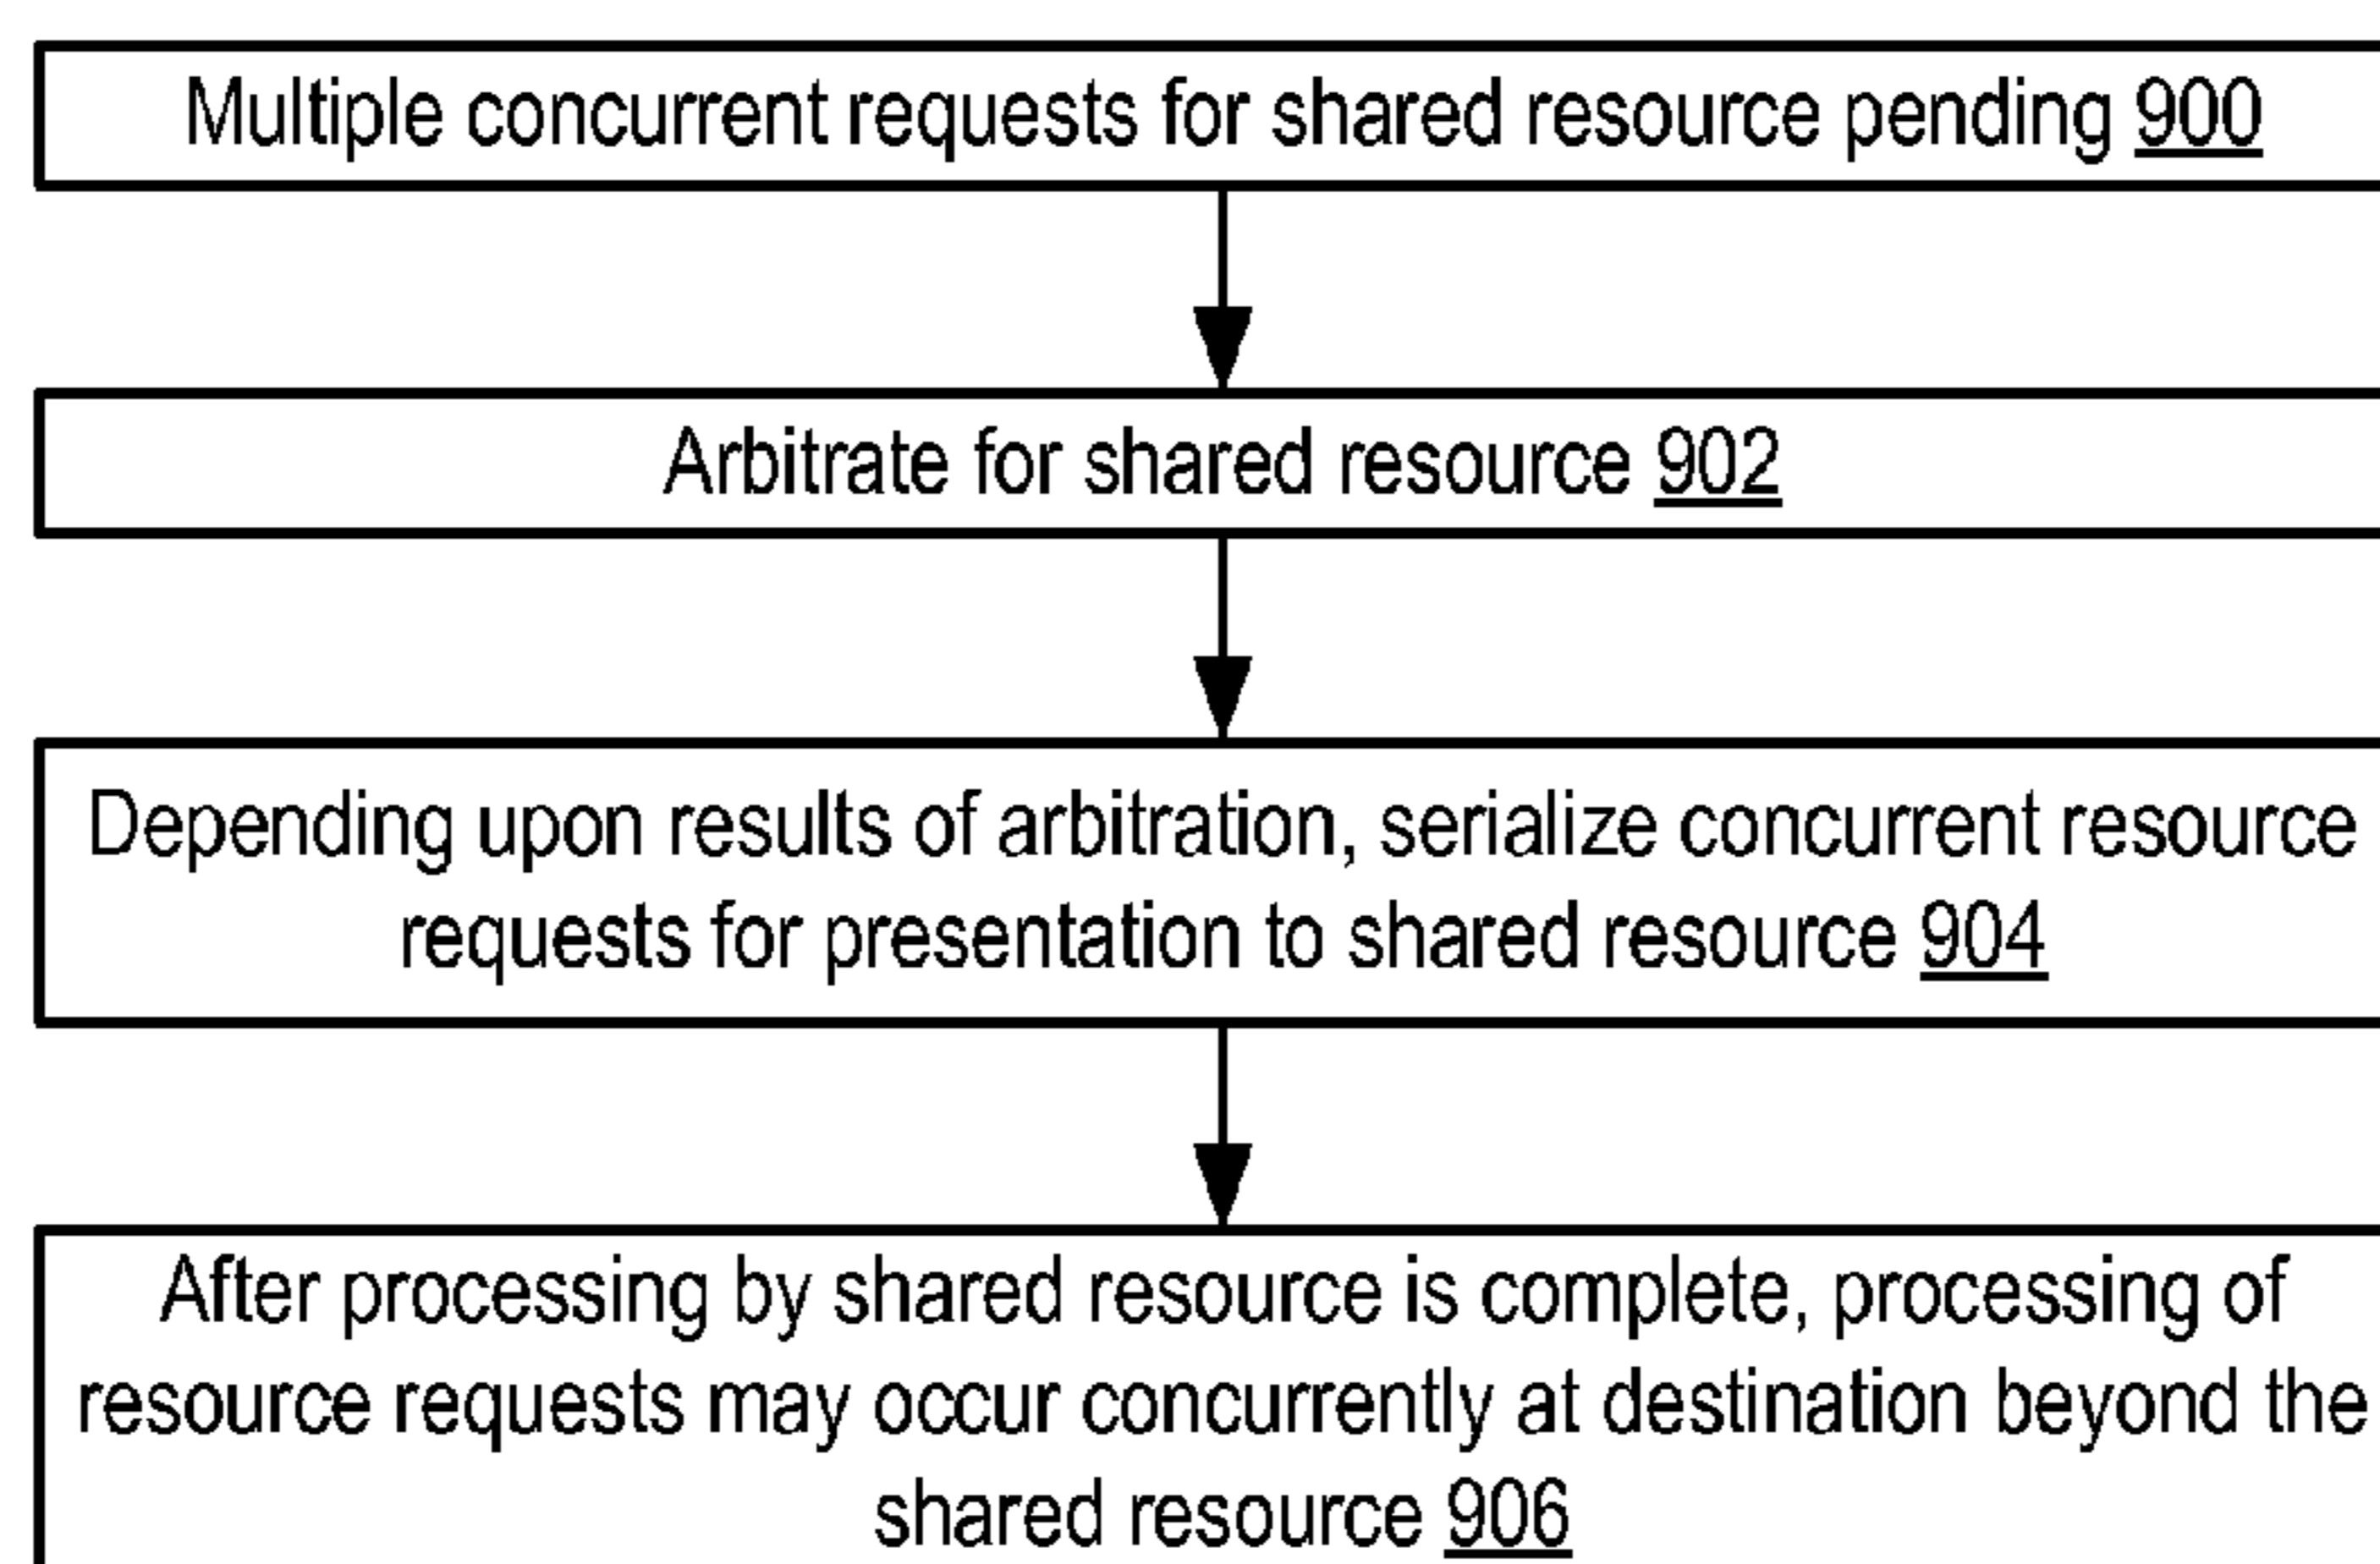 Multiple concurrent requests for shared resource pending 900
Arbitrate for shared resource 902
Depending upon results of arbitration, serialize concurrent resource
requests for presentation to shared resource 904
After processing by shared resource is complete, processing of
resource requests may occur concurrently at destination beyond the
shared resource 906